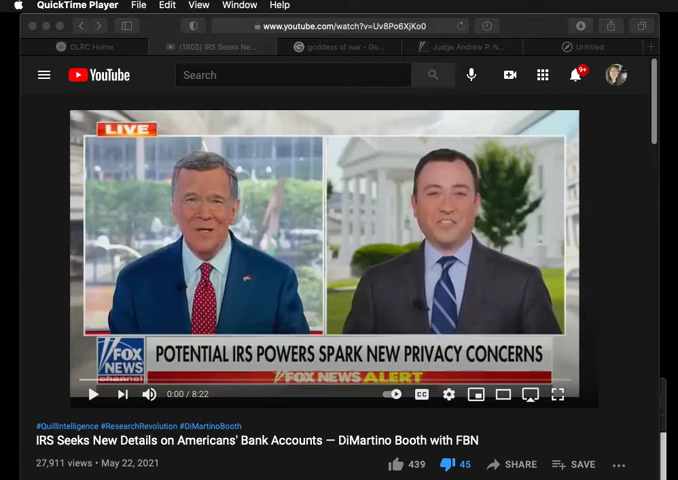 QuickTime Player File Edit View Window Help
www.youtube.com/watch?v=Uv8Po6XjKo0
OLRC Home (1805) IRS Seeks Ne... goddess of war - Go... Judge Andrew P. N... Untitled
YouTube Search 9+
LIVE
FOX NEWS channel
POTENTIAL IRS POWERS SPARK NEW PRIVACY CONCERNS
FOX NEWS ALERT
0:00 / 8:22 CC
#QuillIntelligence #ResearchRevolution #DiMartinoBooth
IRS Seeks New Details on Americans' Bank Accounts — DiMartino Booth with FBN
27,911 views • May 22, 2021 439 45 SHARE SAVE